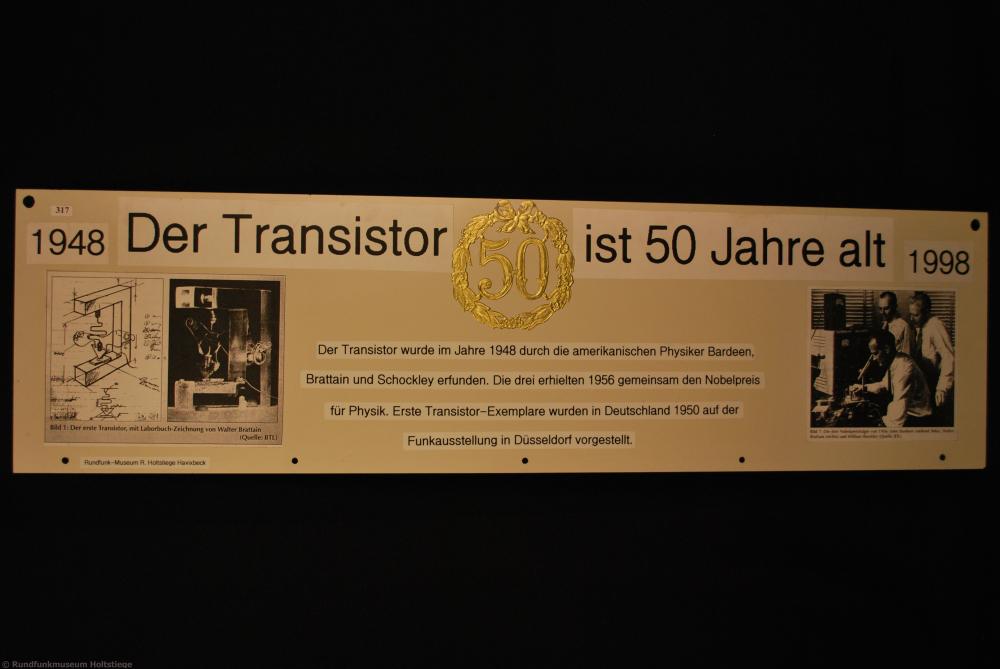 317
1948 Der Transistor 50 ist 50 Jahre alt 1998
Der Transistor wurde im Jahre 1948 durch die amerikanischen Physiker Bardeen,
Brattain und Schockley erfunden. Die drei erhielten 1956 gemeinsam den Nobelpreis
für Physik. Erste Transistor-Exemplare wurden in Deutschland 1950 auf der
Funkausstellung in Düsseldorf vorgestellt.
Bild 1: Der erste Transistor, mit Laborbuch-Zeichnung von Walter Brattain
(Quelle: BTL)
Rundfunk-Museum R. Holtstiege Havixbeck
© Rundfunkmuseum Holtstiege